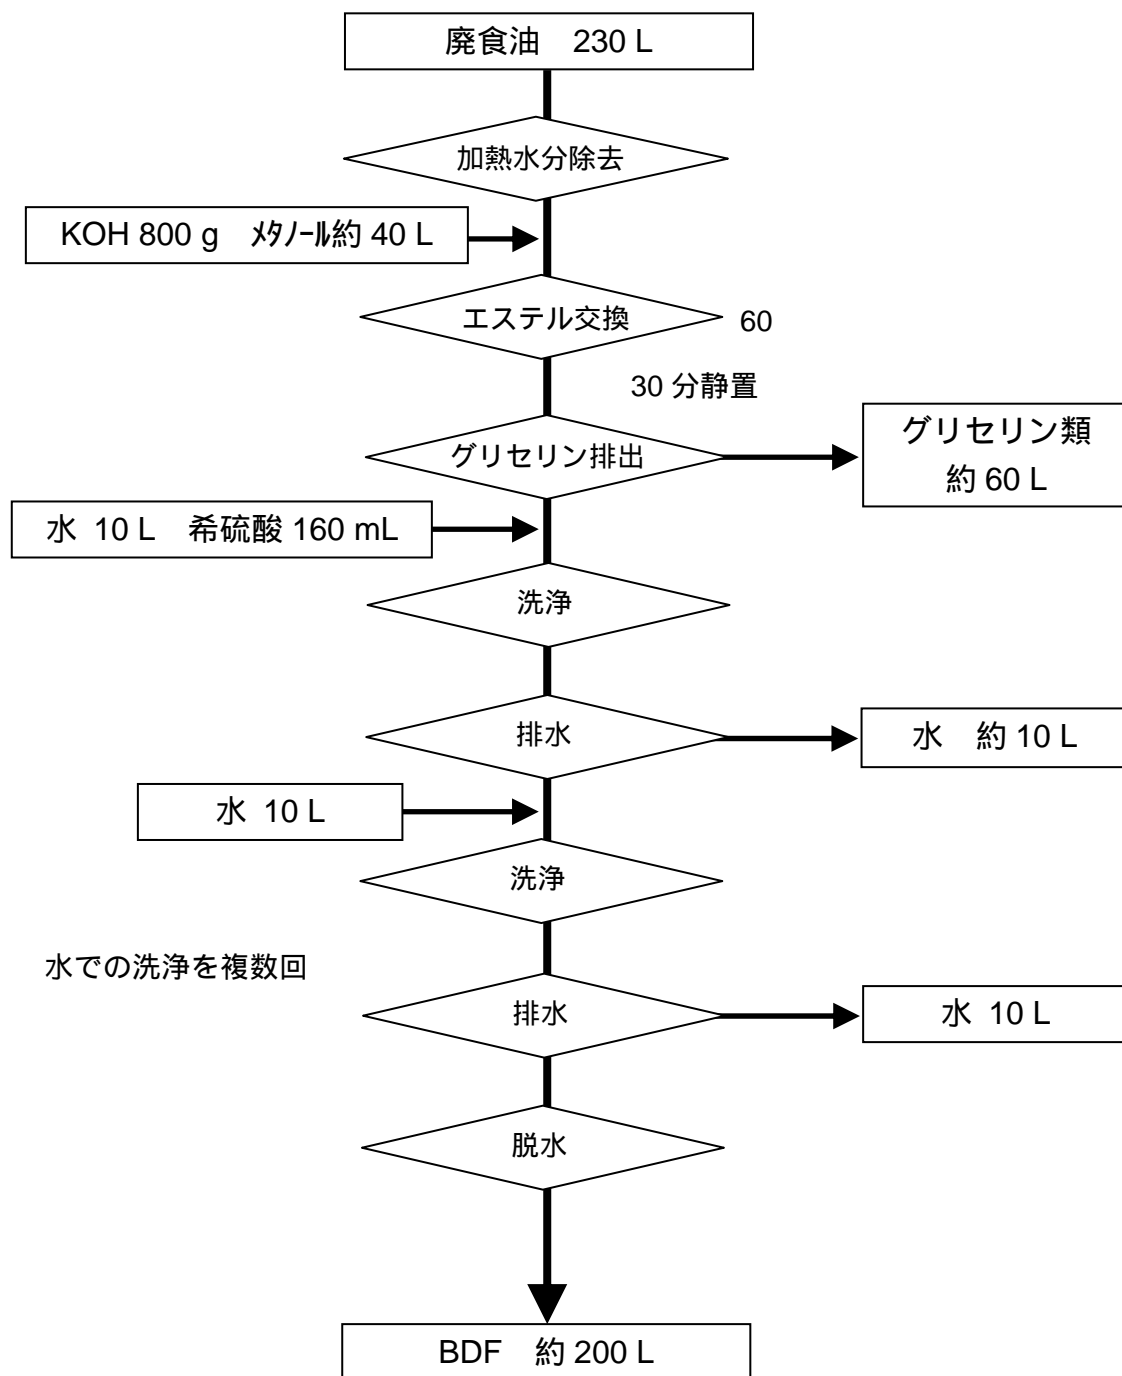 廃食油　230 L
加熱水分除去
KOH 800 g　ﾒﾀﾉｰﾙ約 40 L
エステル交換
60
30 分静置
グリセリン排出
グリセリン類
約 60 L
水 10 L　希硫酸 160 mL
洗浄
排水
水　約 10 L
水 10 L
洗浄
水での洗浄を複数回
排水
水 10 L
脱水
BDF　約 200 L